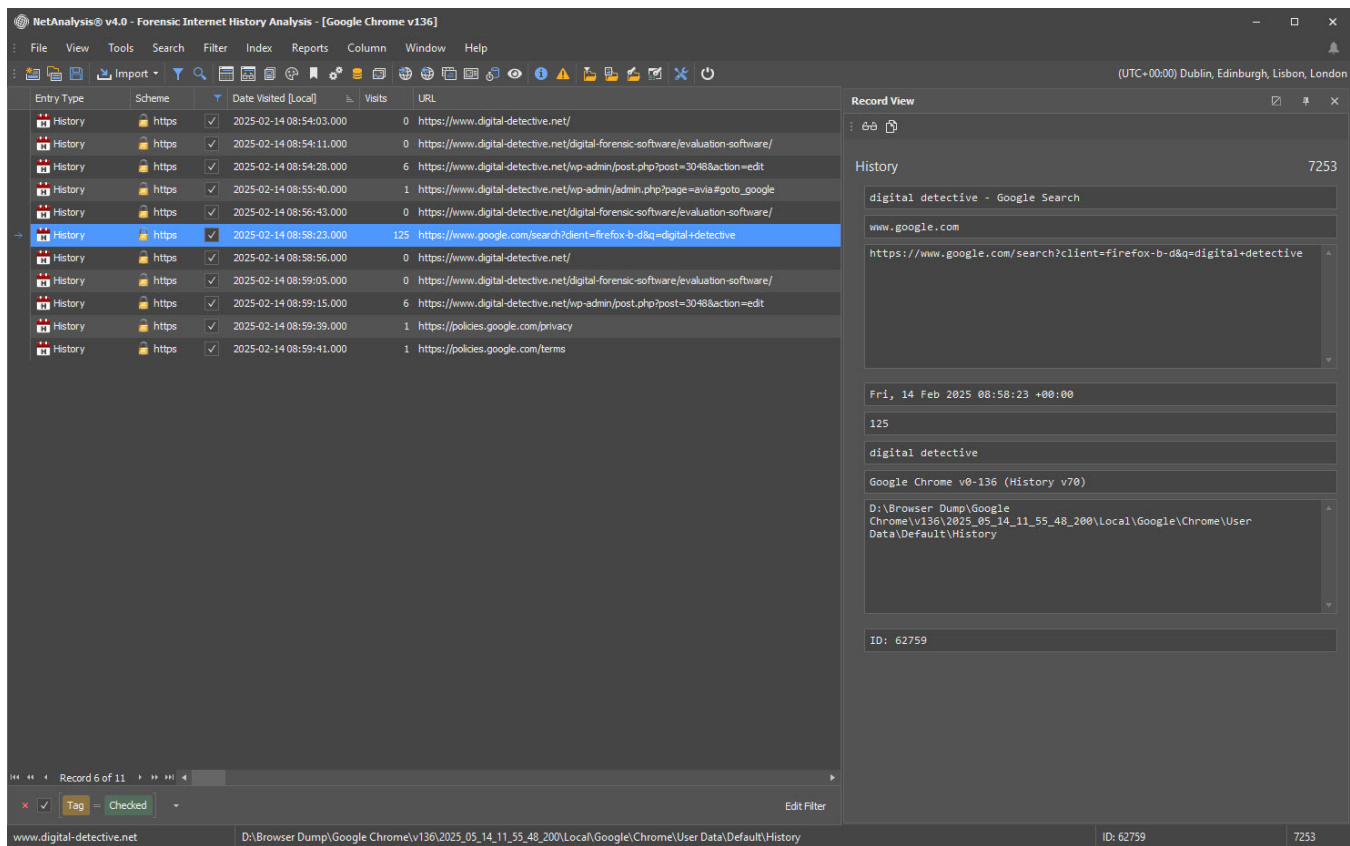 NetAnalysis® v4.0 - Forensic Internet History Analysis - [Google Chrome v136]
File View Tools Search Filter Index Reports Column Window Help
Import (UTC+00:00) Dublin, Edinburgh, Lisbon, London
Entry Type Scheme Date Visited [Local] Visits URL
History https 2025-02-14 08:54:03.000 0 https://www.digital-detective.net/
History https 2025-02-14 08:54:11.000 0 https://www.digital-detective.net/digital-forensic-software/evaluation-software/
History https 2025-02-14 08:54:28.000 6 https://www.digital-detective.net/wp-admin/post.php?post=3048&action=edit
History https 2025-02-14 08:55:40.000 1 https://www.digital-detective.net/wp-admin/admin.php?page=avia#goto_google
History https 2025-02-14 08:56:43.000 0 https://www.digital-detective.net/digital-forensic-software/evaluation-software/
History https 2025-02-14 08:58:23.000 125 https://www.google.com/search?client=firefox-b-d&q=digital+detective
History https 2025-02-14 08:58:56.000 0 https://www.digital-detective.net/
History https 2025-02-14 08:59:05.000 0 https://www.digital-detective.net/digital-forensic-software/evaluation-software/
History https 2025-02-14 08:59:15.000 6 https://www.digital-detective.net/wp-admin/post.php?post=3048&action=edit
History https 2025-02-14 08:59:39.000 1 https://policies.google.com/privacy
History https 2025-02-14 08:59:41.000 1 https://policies.google.com/terms
Record 6 of 11
Tag = Checked Edit Filter
Record View
History 7253
digital detective - Google Search
www.google.com
https://www.google.com/search?client=firefox-b-d&q=digital+detective
Fri, 14 Feb 2025 08:58:23 +00:00
125
digital detective
Google Chrome v0-136 (History v70)
D:\Browser Dump\Google
Chrome\v136\2025_05_14_11_55_48_200\Local\Google\Chrome\User
Data\Default\History
ID: 62759
www.digital-detective.net D:\Browser Dump\Google Chrome\v136\2025_05_14_11_55_48_200\Local\Google\Chrome\User Data\Default\History ID: 62759 7253